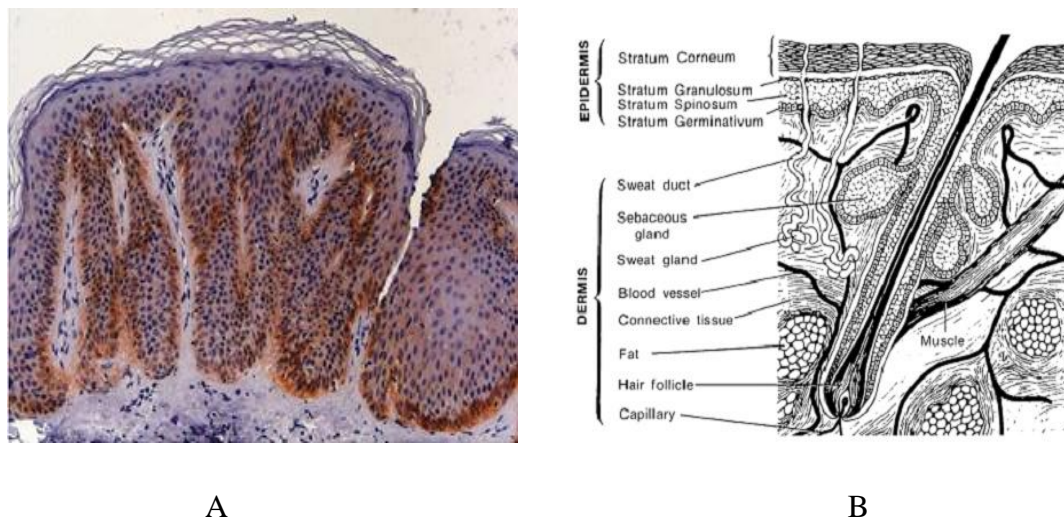 EPIDERMIS
Stratum Corneum
Stratum Granulosum
Stratum Spinosum
Stratum Germinativum
DERMIS
Sweat duct
Sebaceous
gland
Sweat gland
Blood vessel
Connective tissue
Fat
Hair follicle
Capillary
Muscle
A
B